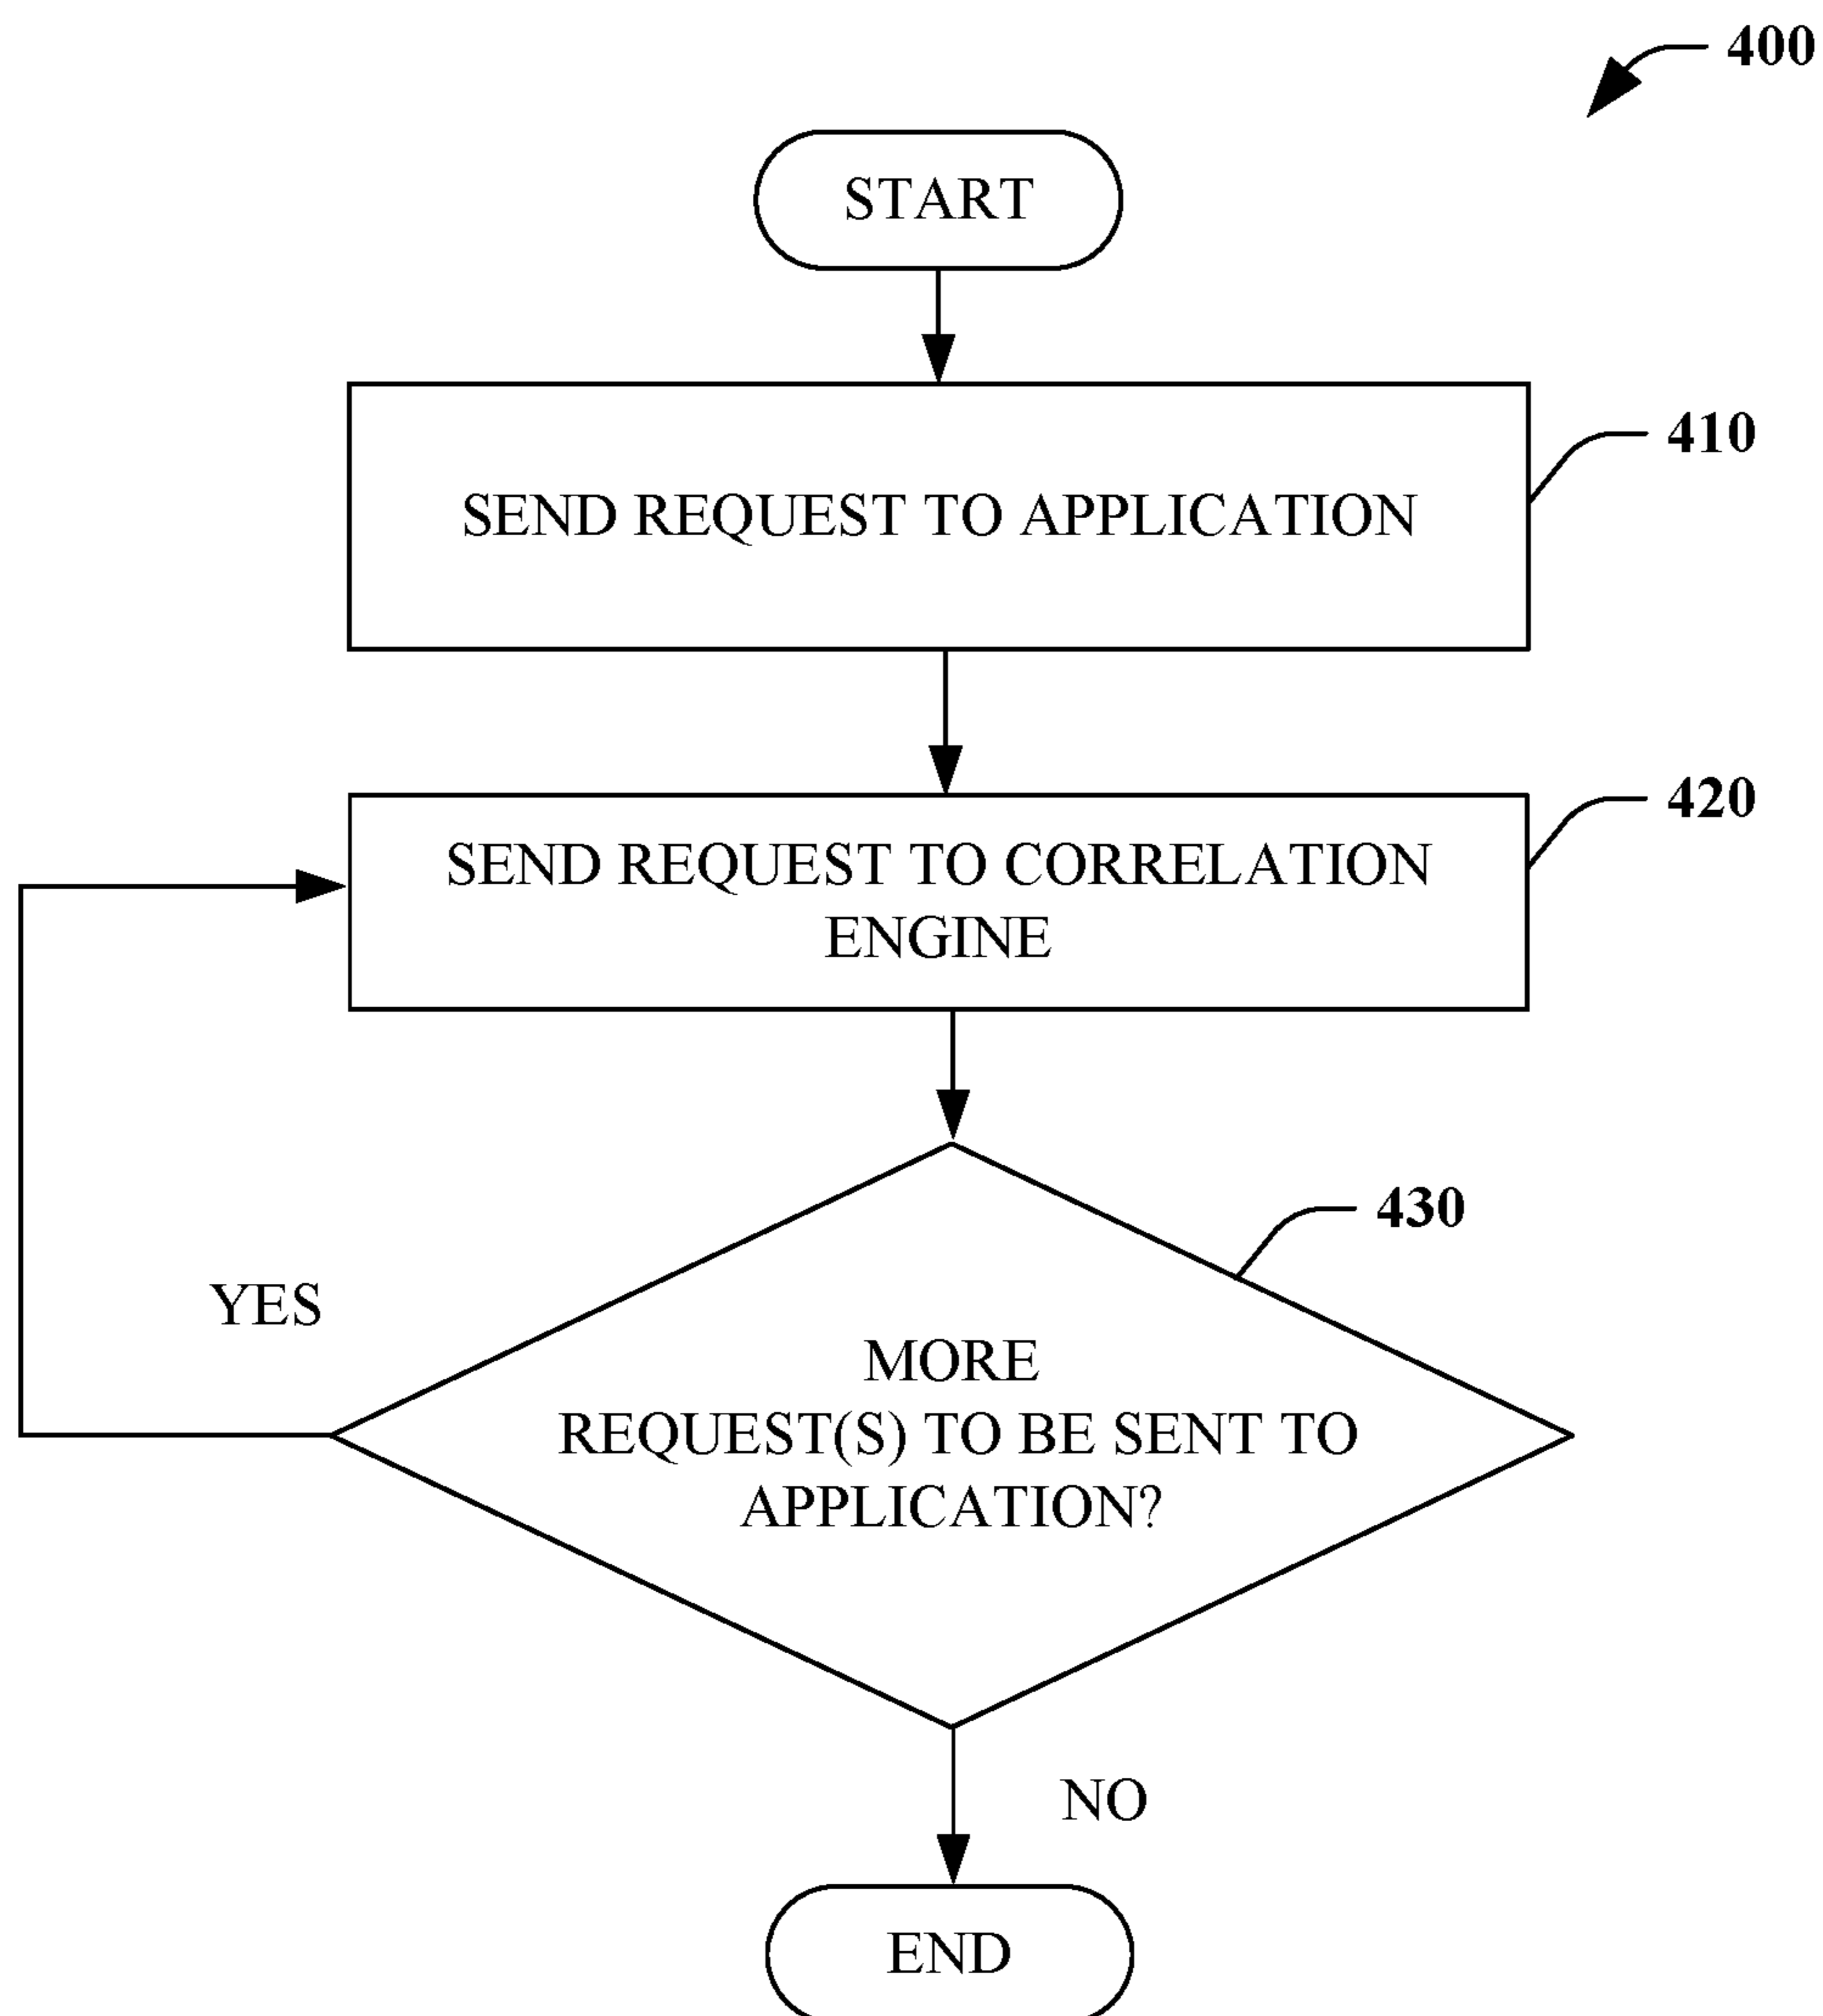 400
START
410
SEND REQUEST TO APPLICATION
420
SEND REQUEST TO CORRELATION
ENGINE
430
YES
MORE
REQUEST(S) TO BE SENT TO
APPLICATION?
NO
END